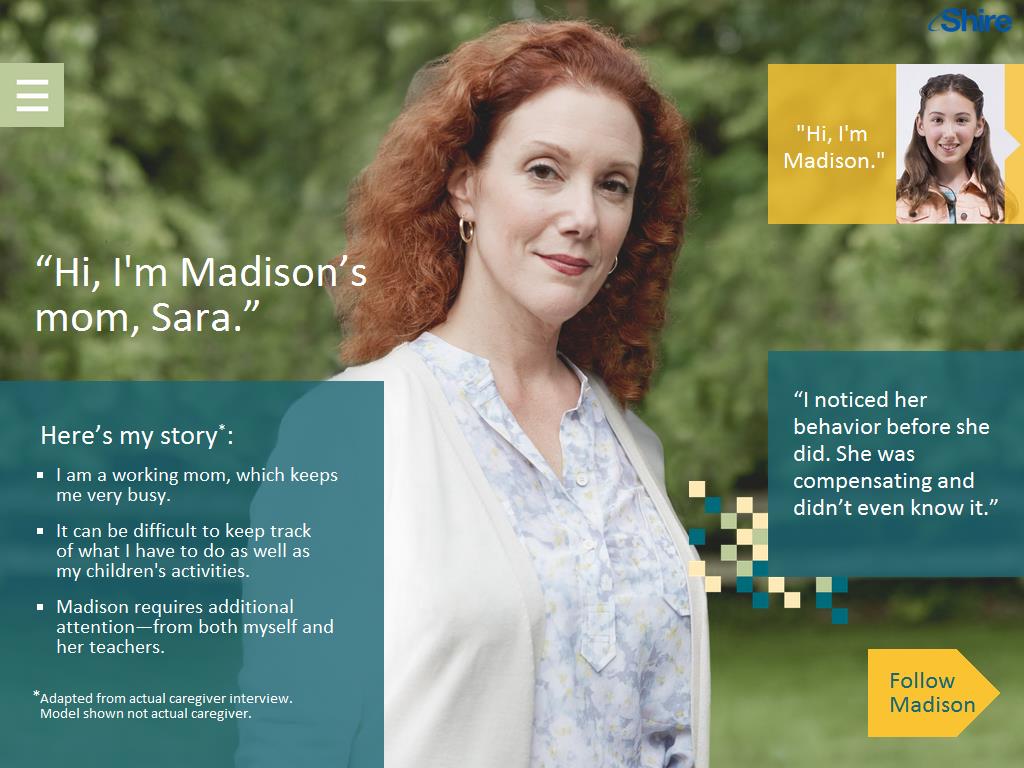 Shire
"Hi, I'm
Madison."
“Hi, I'm Madison’s
mom, Sara.”
Here’s my story*:
▪ I am a working mom, which keeps
me very busy.
▪ It can be difficult to keep track
of what I have to do as well as
my children's activities.
▪ Madison requires additional
attention—from both myself and
her teachers.
*Adapted from actual caregiver interview.
Model shown not actual caregiver.
“I noticed her
behavior before she
did. She was
compensating and
didn’t even know it.”
Follow
Madison